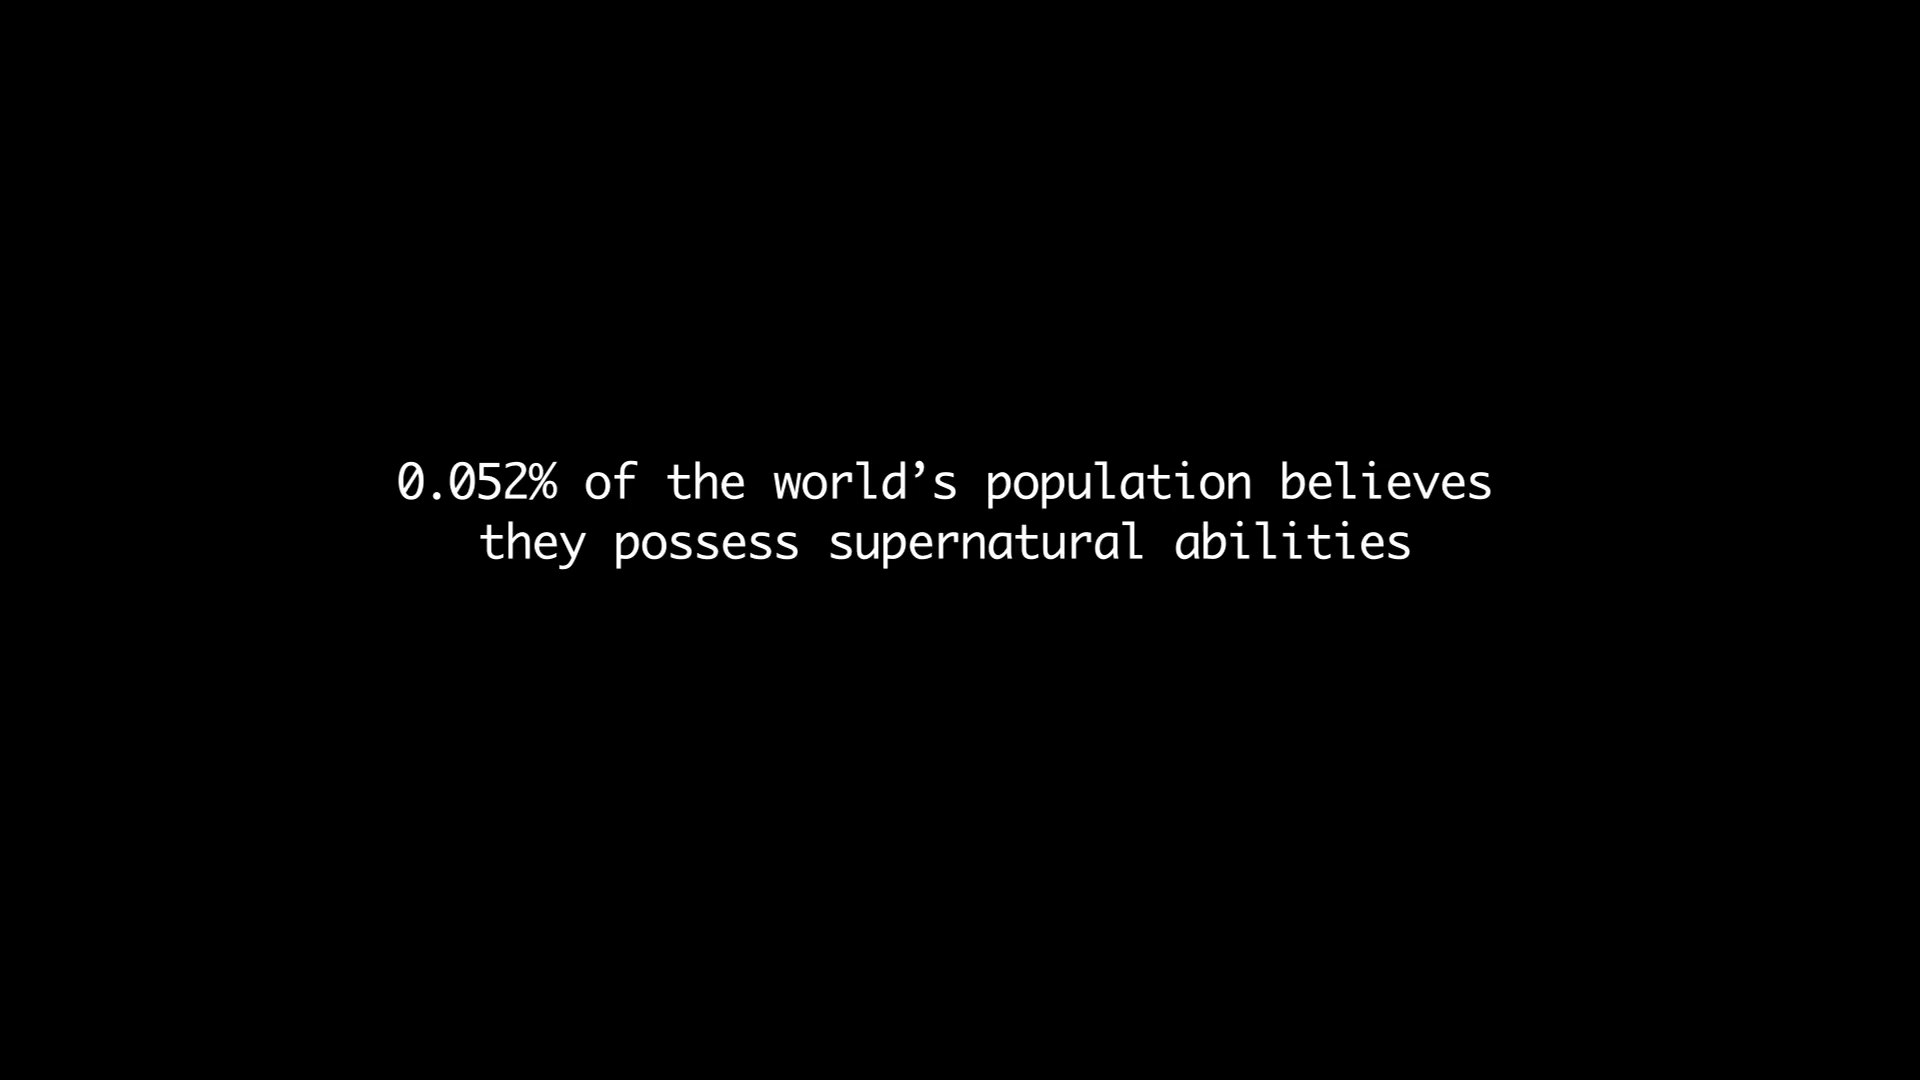 0.052% of the world’s population believes
they possess supernatural abilities